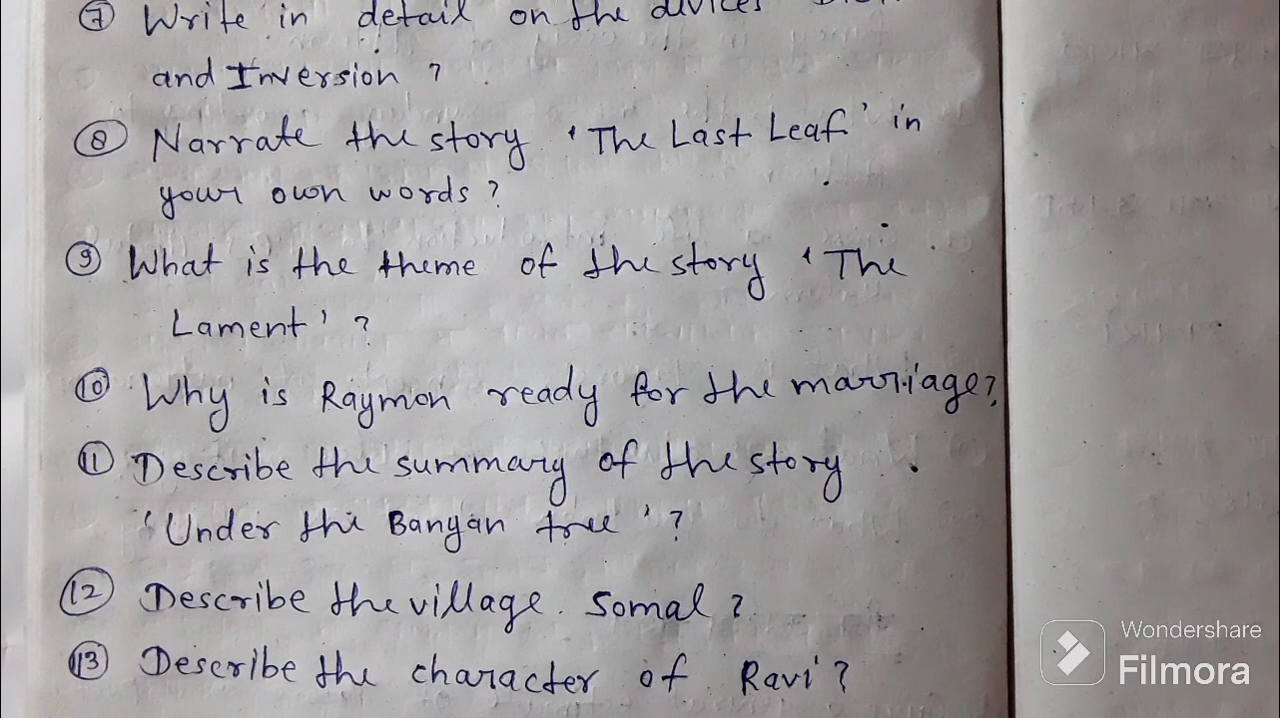 ⑦ Write in detail on the
and Inversion ?
⑧ Narrate the story 'The Last Leaf' in
your own words ?
⑨ What is the theme of the story 'The
Lament' ?
⑩ Why is Raymon ready for the marriage?
⑪ Describe the summary of the story
'Under the Banyan tree' ?
⑫ Describe the village. Somal ?
⑬ Describe the character of Ravi ?
Wondershare
Filmora